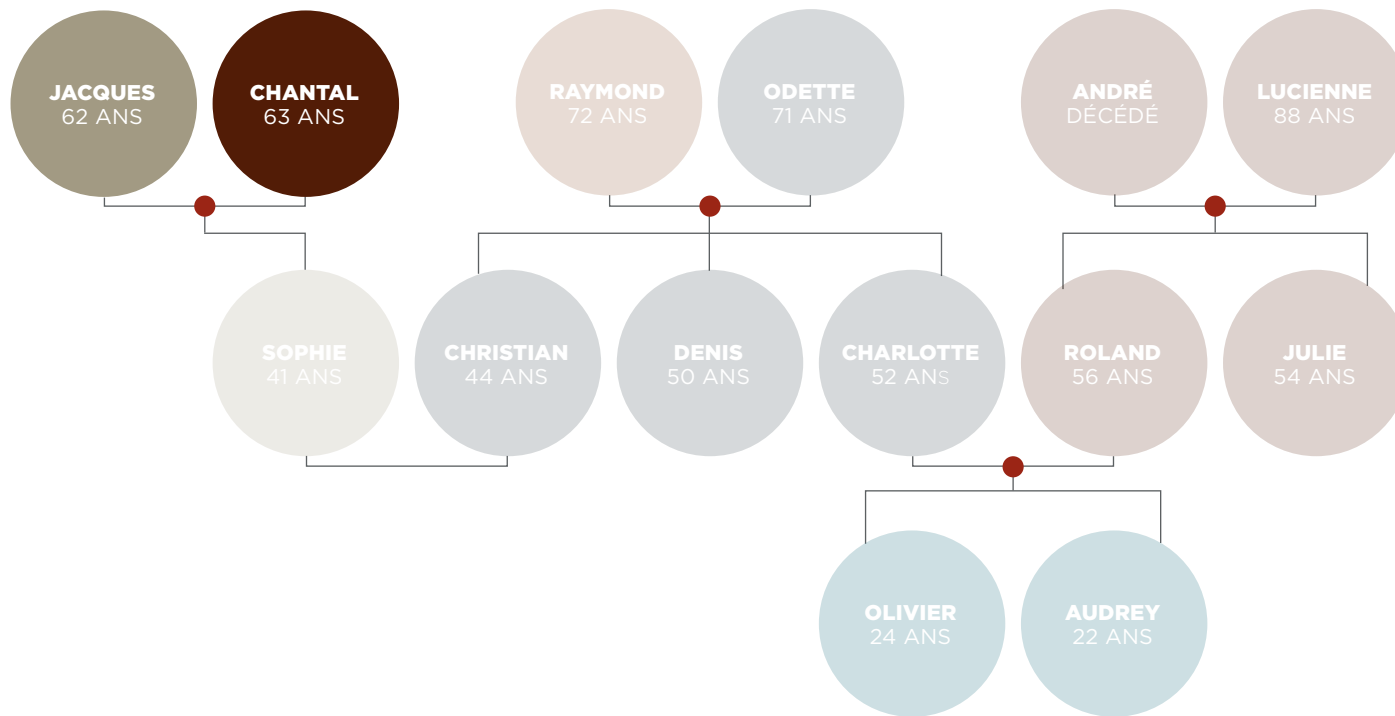 JACQUES
62 ANS
CHANTAL
63 ANS
RAYMOND
72 ANS
ODETTE
71 ANS
ANDRÉ
DÉCÉDÉ
LUCIENNE
88 ANS
SOPHIE
41 ANS
CHRISTIAN
44 ANS
DENIS
50 ANS
CHARLOTTE
52 ANS
ROLAND
56 ANS
JULIE
54 ANS
OLIVIER
24 ANS
AUDREY
22 ANS